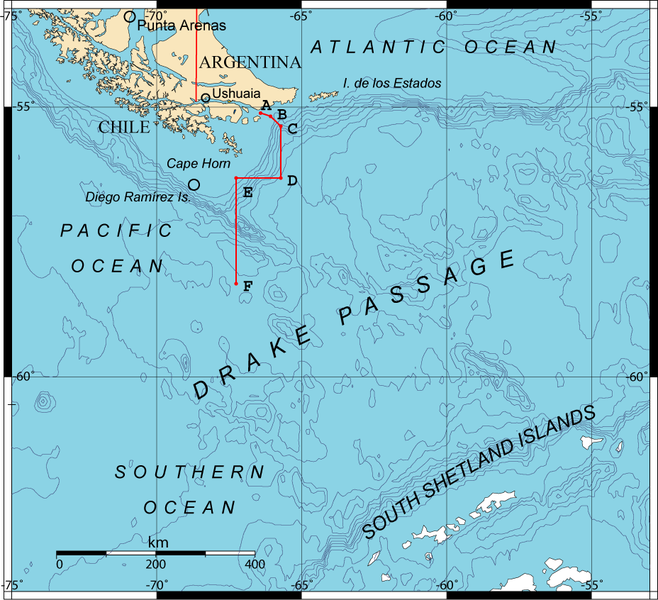 -75° -70° -65° -60° -55°
Punta Arenas
ATLANTIC OCEAN
ARGENTINA
I. de los Estados
Ushuaia
-55° -55°
A
B
C
CHILE
Cape Horn
D
E
Diego Ramírez Is.
PACIFIC
OCEAN
F
DRAKE PASSAGE
-60° -60°
SOUTH SHETLAND ISLANDS
SOUTHERN
OCEAN
km
0 200 400
-75° -70° -65° -60° -55°